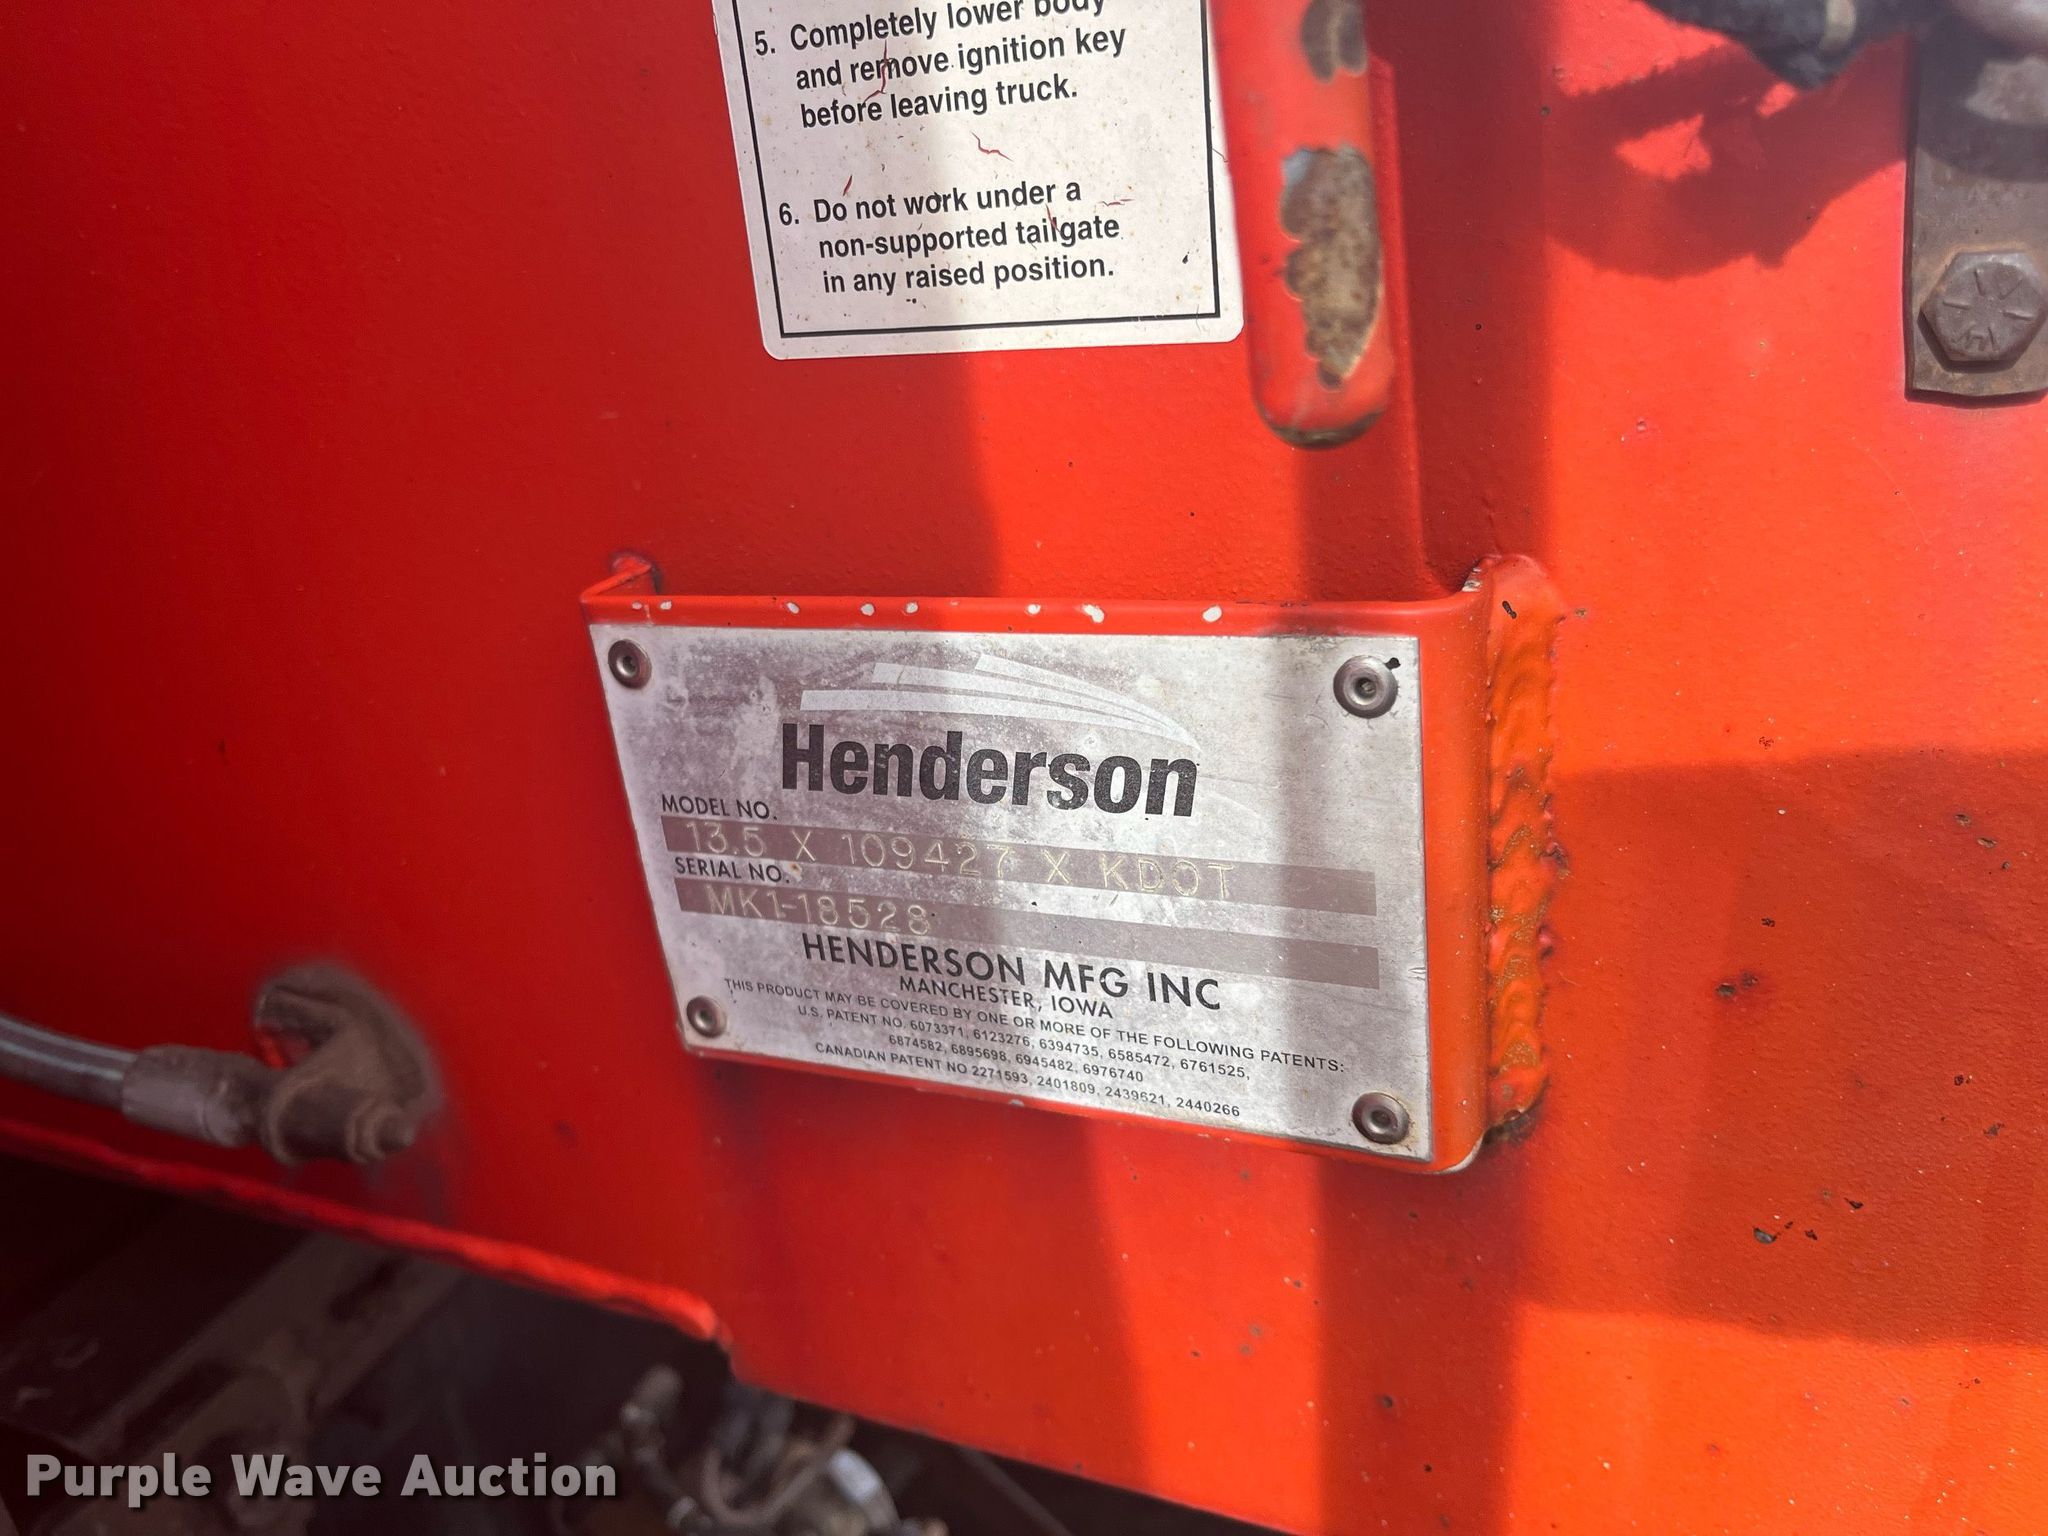 5. Completely lower body
and remove ignition key
before leaving truck.
6. Do not work under a
non-supported tailgate
in any raised position.
Henderson
MODEL NO.
13.5 X 109427 X KDOT
SERIAL NO.
MK1-18528
HENDERSON MFG INC
MANCHESTER, IOWA
THIS PRODUCT MAY BE COVERED BY ONE OR MORE OF THE FOLLOWING PATENTS:
U.S. PATENT NO. 6073371, 6123276, 6394735, 6585472, 6761525,
6874582, 6895698, 6945482, 6976740
CANADIAN PATENT NO 2271593, 2401809, 2439621, 2440266
Purple Wave Auction